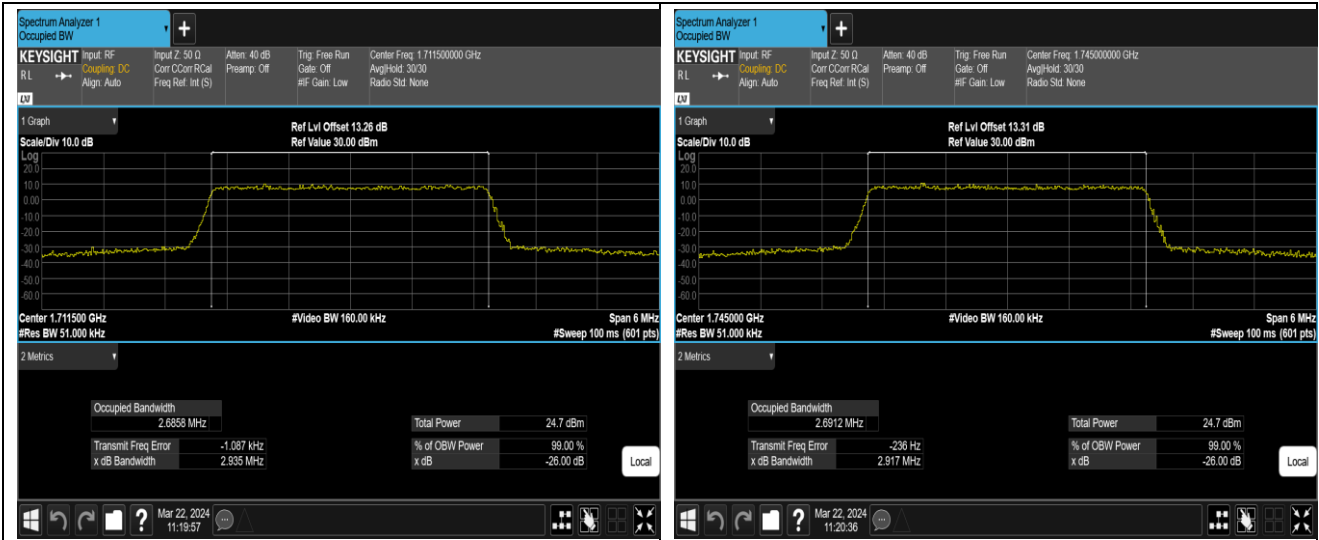 Spectrum Analyzer 1
Occupied BW
+
KEYSIGHT Input: RF Input Z: 50 Ω Atten: 40 dB Trig: Free Run Center Freq: 1.711500000 GHz
RL Coupling: DC Corr CCorr RCal Preamp: Off Gate: Off Avg|Hold: 30/30
Align: Auto Freq Ref: Int (S) #IF Gain: Low Radio Std: None
LXI
1 Graph
Ref Lvl Offset 13.26 dB
Scale/Div 10.0 dB Ref Value 30.00 dBm
Log
20.0
10.0
0.00
-10.0
-20.0
-30.0
-40.0
-50.0
-60.0
Center 1.711500 GHz #Video BW 160.00 kHz Span 6 MHz
#Res BW 51.000 kHz #Sweep 100 ms (601 pts)
2 Metrics
Occupied Bandwidth
2.6858 MHz Total Power 24.7 dBm
Transmit Freq Error -1.087 kHz % of OBW Power 99.00 %
x dB Bandwidth 2.935 MHz x dB -26.00 dB
Local
? Mar 22, 2024
11:19:57
Spectrum Analyzer 1
Occupied BW
+
KEYSIGHT Input: RF Input Z: 50 Ω Atten: 40 dB Trig: Free Run Center Freq: 1.745000000 GHz
RL Coupling: DC Corr CCorr RCal Preamp: Off Gate: Off Avg|Hold: 30/30
Align: Auto Freq Ref: Int (S) #IF Gain: Low Radio Std: None
LXI
1 Graph
Ref Lvl Offset 13.31 dB
Scale/Div 10.0 dB Ref Value 30.00 dBm
Log
20.0
10.0
0.00
-10.0
-20.0
-30.0
-40.0
-50.0
-60.0
Center 1.745000 GHz #Video BW 160.00 kHz Span 6 MHz
#Res BW 51.000 kHz #Sweep 100 ms (601 pts)
2 Metrics
Occupied Bandwidth
2.6912 MHz Total Power 24.7 dBm
Transmit Freq Error -236 Hz % of OBW Power 99.00 %
x dB Bandwidth 2.917 MHz x dB -26.00 dB
Local
? Mar 22, 2024
11:20:36